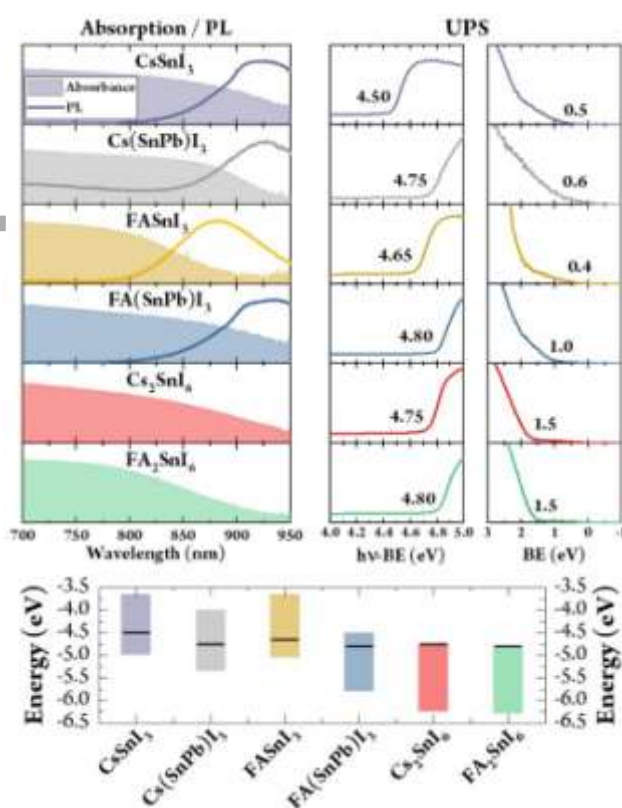 Absorption / PL
UPS
CsSnI₃
Absorbance
PL
4.50
0.5
Cs(SnPb)I₃
4.75
0.6
FASnI₃
4.65
0.4
FA(SnPb)I₃
4.80
1.0
Cs₂SnI₆
4.75
1.5
FA₂SnI₆
4.80
1.5
700 750 800 850 900 950
4.0 4.2 4.4 4.6 4.8 5.0
3 2 1 0 -1
Wavelength (nm)
hν-BE (eV)
BE (eV)
Energy (eV)
-3.5 -3.5
-4.0 -4.0
-4.5 -4.5
-5.0 -5.0
-5.5 -5.5
-6.0 -6.0
-6.5 -6.5
Energy (eV)
CsSnI₃
Cs(SnPb)I₃
FASnI₃
FA(SnPb)I₃
Cs₂SnI₆
FA₂SnI₆